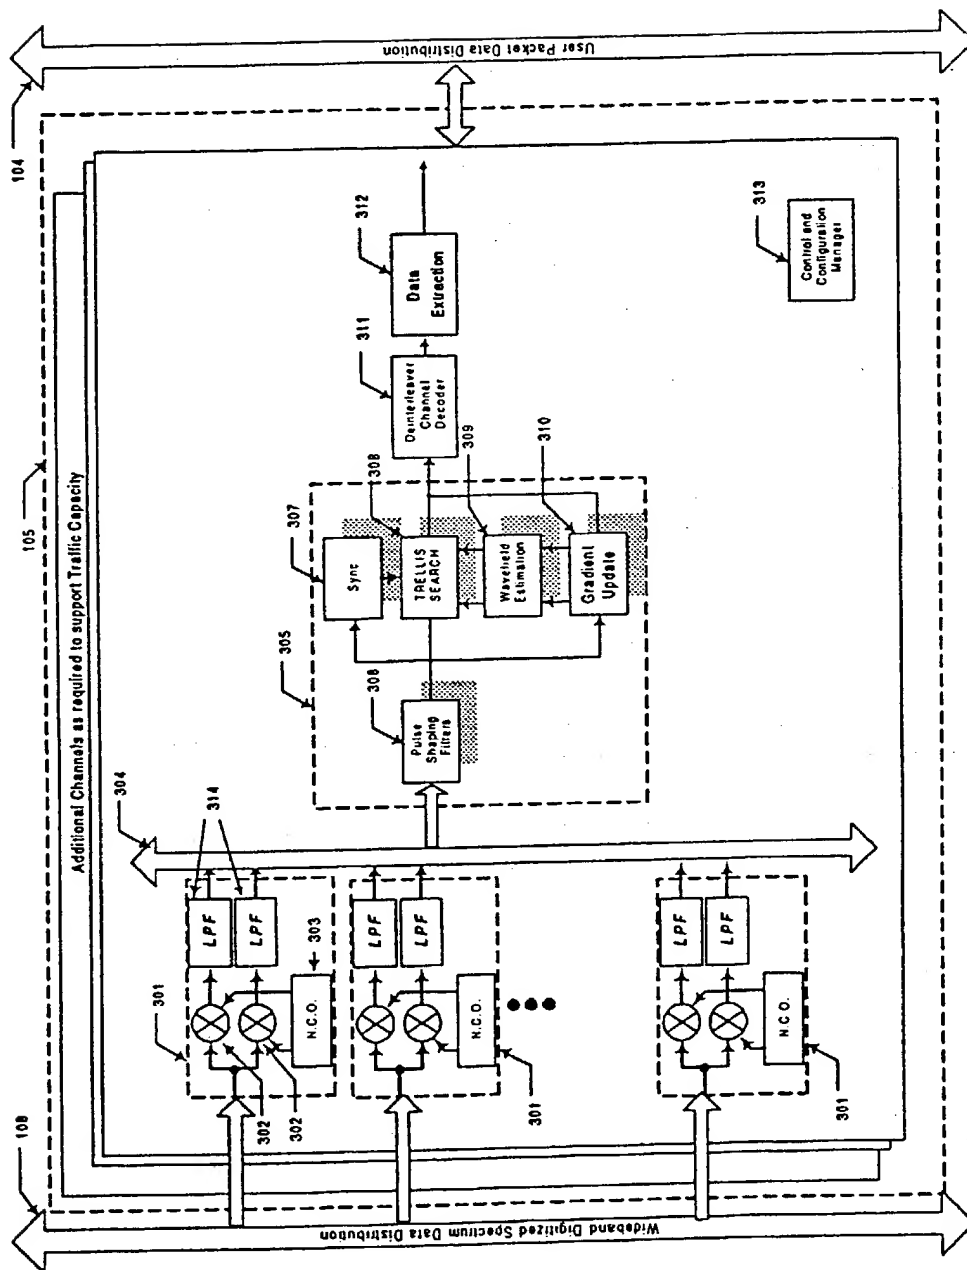 108
Wideband Digitized Spectrum Data Distribution
105
104
Additional Channels as required to support Traffic Capacity
User Packet Data Distribution
301
302
302
303
N.C.O.
LPF
LPF
314
304
301
N.C.O.
LPF
LPF
301
N.C.O.
LPF
LPF
305
308
Pulse
Shaping
Filters
307
Sync
308
TRELLIS
SEARCH
309
Wavefield
Estimation
310
Gradient
Update
311
Deinterleaver
Channel
Decoder
312
Data
Extraction
313
Control and
Configuration
Manager